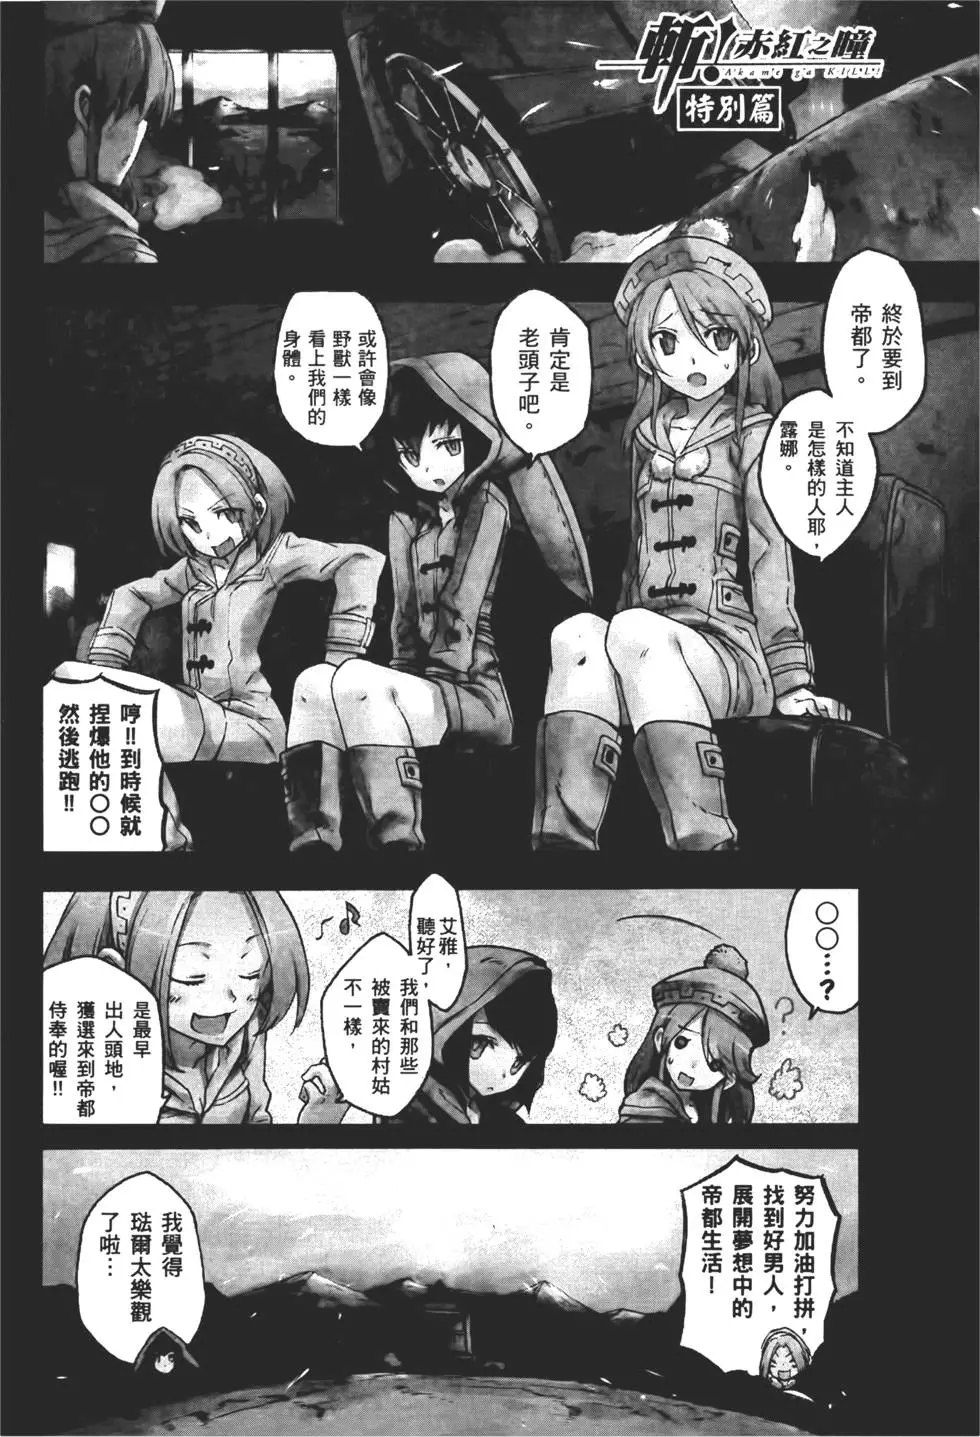 斬！赤紅之瞳
Akame ga KILL!
特別篇
終於要到
帝都了。
不知道主人
是怎樣的人耶，
露娜。
肯定是
老頭子吧。
或許會像
野獸一樣
看上我們的
身體。
哼!!到時候就
捏爆他的〇〇
然後逃跑!!
〇〇……？
艾雅，
聽好了，
我們和那些
被賣來的村姑
不一樣，
是最早
出人頭地，
獲選來到帝都
侍奉的喔!!
努力加油打拼，
找到好男人，
展開夢想中的
帝都生活！
我覺得
琺爾太樂觀
了啦…